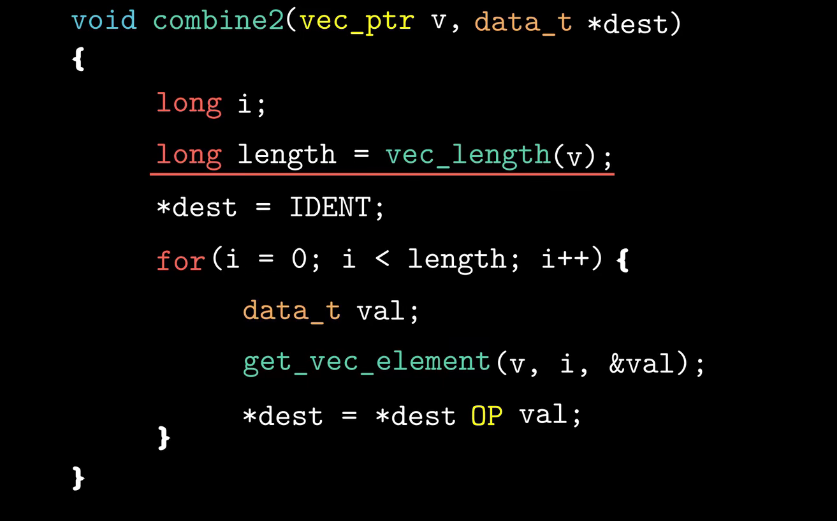 void combine2(vec_ptr v, data_t *dest)
{
long i;
long length = vec_length(v);
*dest = IDENT;
for(i = 0; i < length; i++) {
data_t val;
get_vec_element(v, i, &val);
*dest = *dest OP val;
}
}